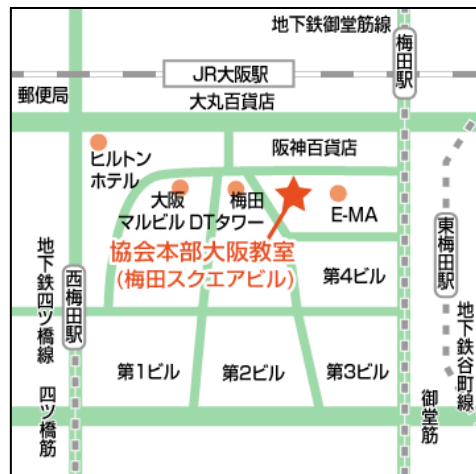 地下鉄御堂筋線
梅田駅
JR大阪駅
郵便局
大丸百貨店
ヒルトン
ホテル
阪神百貨店
大阪
マルビル
梅田
DTタワー
E-MA
協会本部大阪教室
(梅田スクエアビル)
東梅田駅
地下鉄谷町線
地下鉄四ツ橋線
西梅田駅
第4ビル
第1ビル
第2ビル
第3ビル
四ツ橋筋
御堂筋